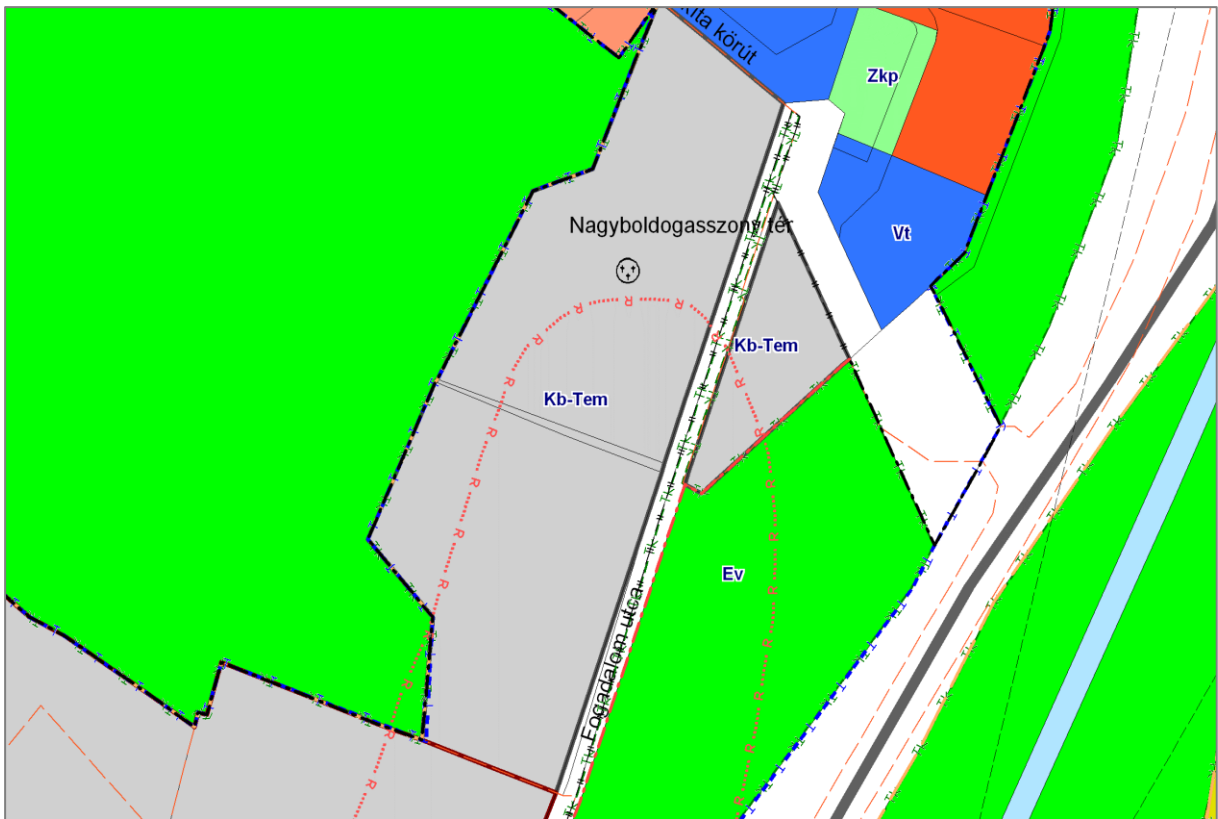 körút
Zkp
Nagyboldogasszony tér
Vt
Kb-Tem
Kb-Tem
Ev
Fogadalom utca